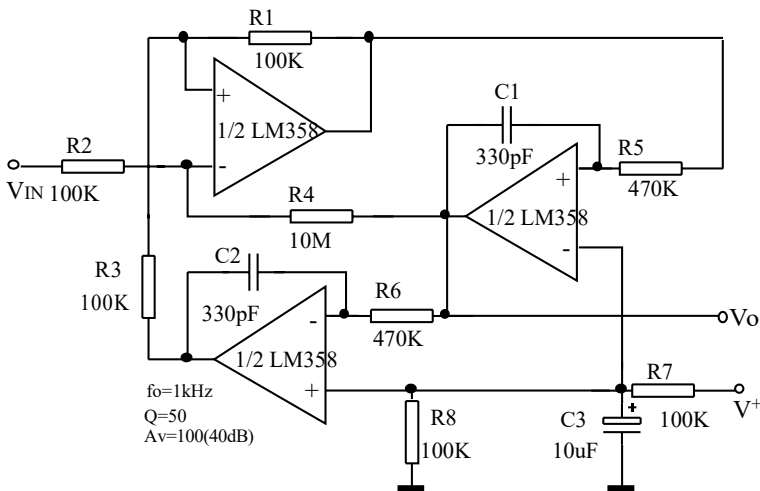 R1
100K
+
1/2 LM358
-
C1
330pF
R5
470K
R2
VIN
100K
R4
10M
+
1/2 LM358
-
R3
100K
C2
330pF
R6
470K
Vo
-
1/2 LM358
+
fo=1kHz
Q=50
Av=100(40dB)
R8
100K
+
C3
10uF
R7
100K
V+